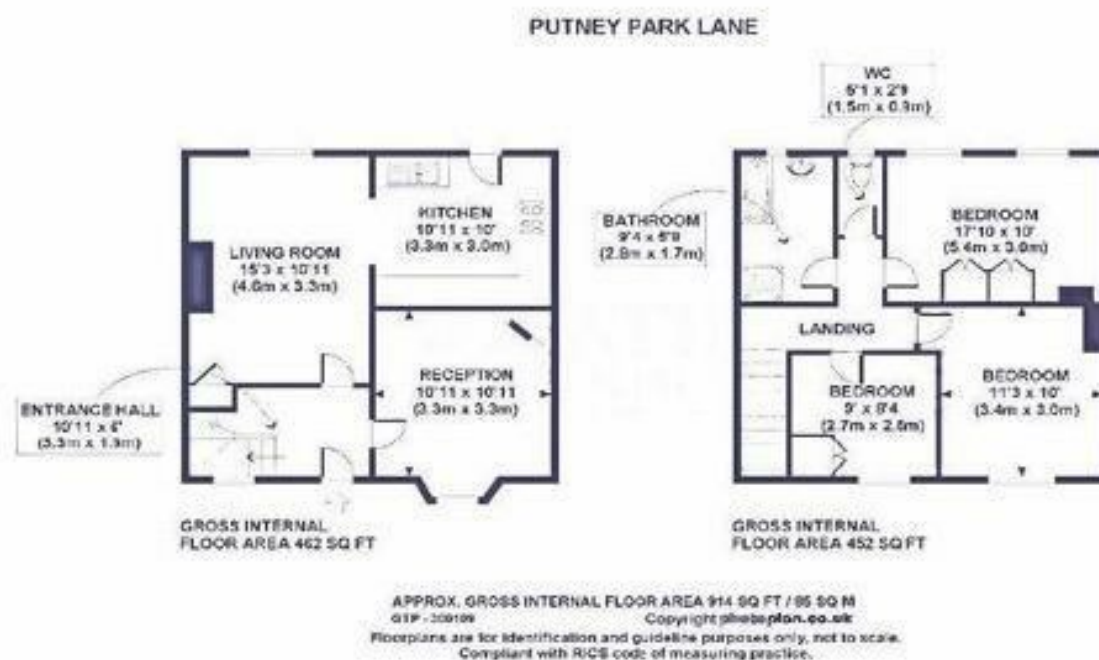 PUTNEY PARK LANE
WC
5'1 x 2'9
(1.5m x 0.9m)
KITCHEN
10'11 x 10'
(3.3m x 3.0m)
LIVING ROOM
15'3 x 10'11
(4.6m x 3.3m)
BATHROOM
9'4 x 5'8
(2.8m x 1.7m)
BEDROOM
17'10 x 10'
(5.4m x 3.0m)
LANDING
ENTRANCE HALL
10'11 x 6'
(3.3m x 1.9m)
RECEPTION
10'11 x 10'11
(3.3m x 3.3m)
BEDROOM
9' x 8'4
(2.7m x 2.6m)
BEDROOM
11'3 x 10'
(3.4m x 3.0m)
GROSS INTERNAL
FLOOR AREA 462 SQ FT
GROSS INTERNAL
FLOOR AREA 452 SQ FT
APPROX. GROSS INTERNAL FLOOR AREA 914 SQ FT / 85 SQ M
Copyright photoplan.co.uk
Floorplans are for identification and guideline purposes only, not to scale.
Compliant with RICS code of measuring practice.